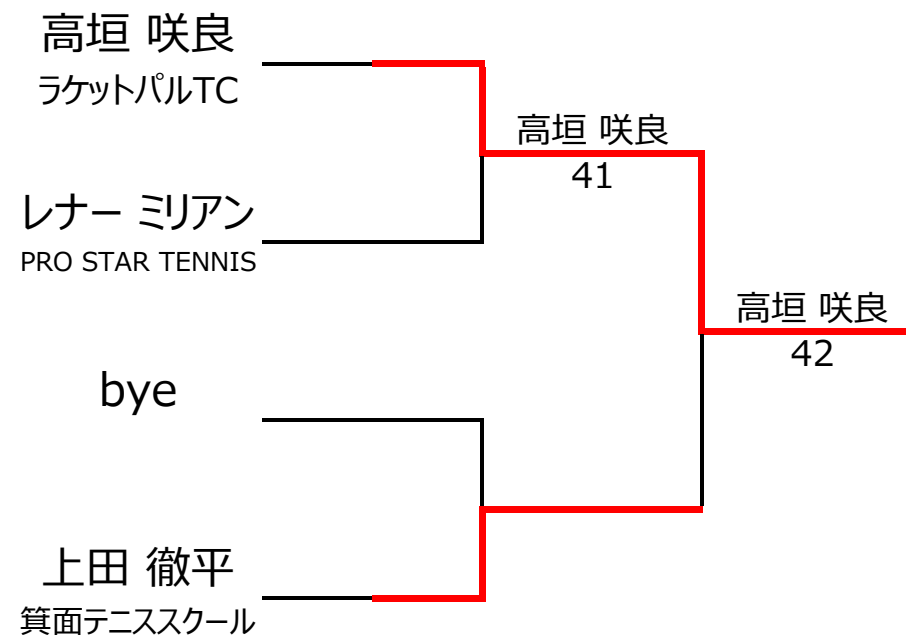 高垣 咲良
ラケットパルTC
高垣 咲良
41
レナー ミリアン
PRO STAR TENNIS
高垣 咲良
42
bye
上田 徹平
箕面テニススクール